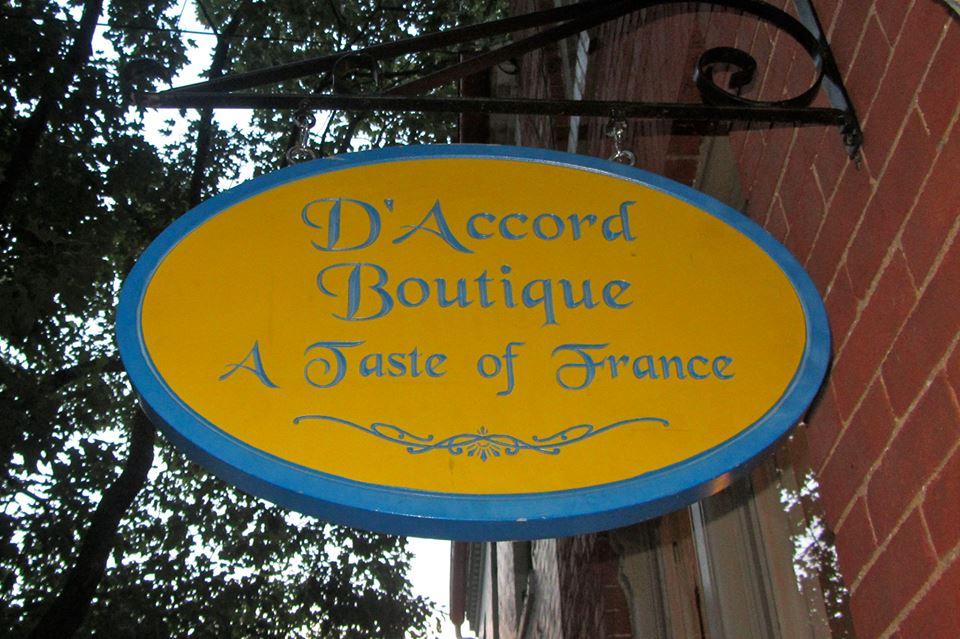 D'Accord
Boutique
A Taste of France